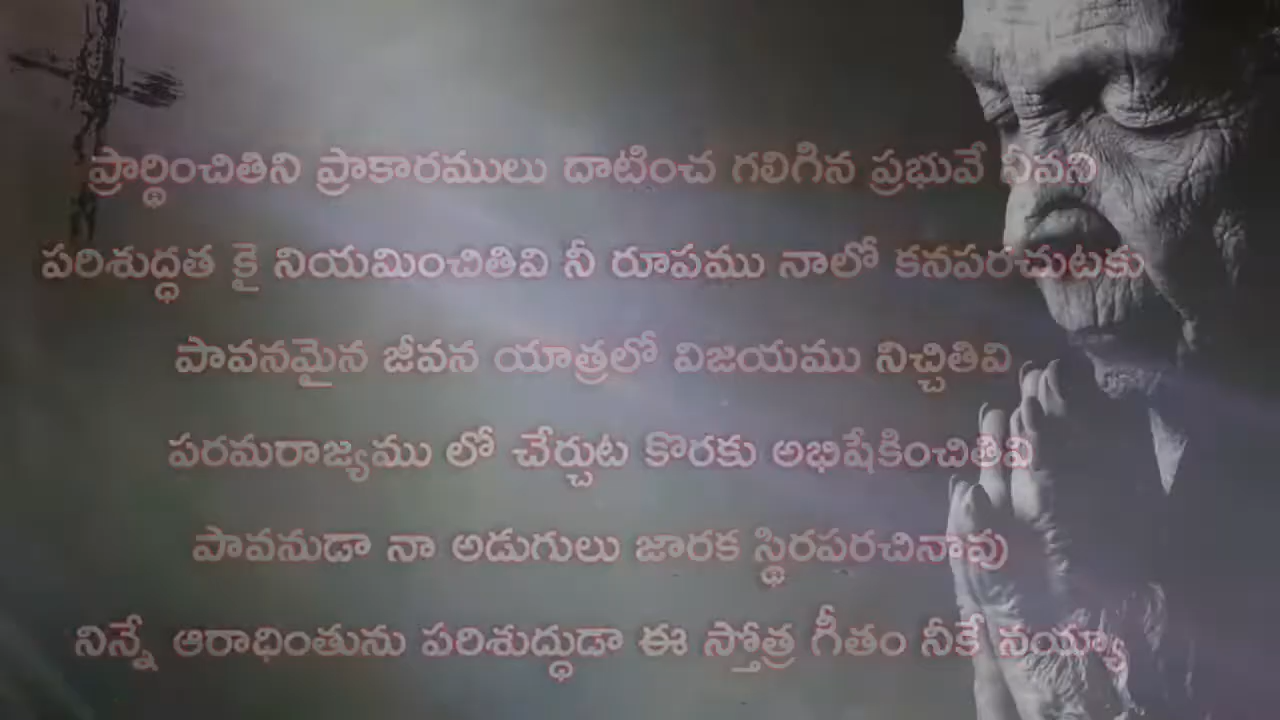 ప్రార్థించితిని ప్రాకారములు దాటించ గలిగిన ప్రభువే నీవని
పరిశుద్ధత కై నియమించితివి నీ రూపము నాలో కనపరచుటకు
పావనమైన జీవన యాత్రలో విజయము నిచ్చితివి
పరమరాజ్యము లో చేర్చుట కొరకు అభిషేకించితివి
పావనుడా నా అడుగులు జారక స్థిరపరచినావు
నిన్నే ఆరాధింతును పరిశుద్ధుడా ఈ స్తోత్ర గీతం నీకే నయ్యా